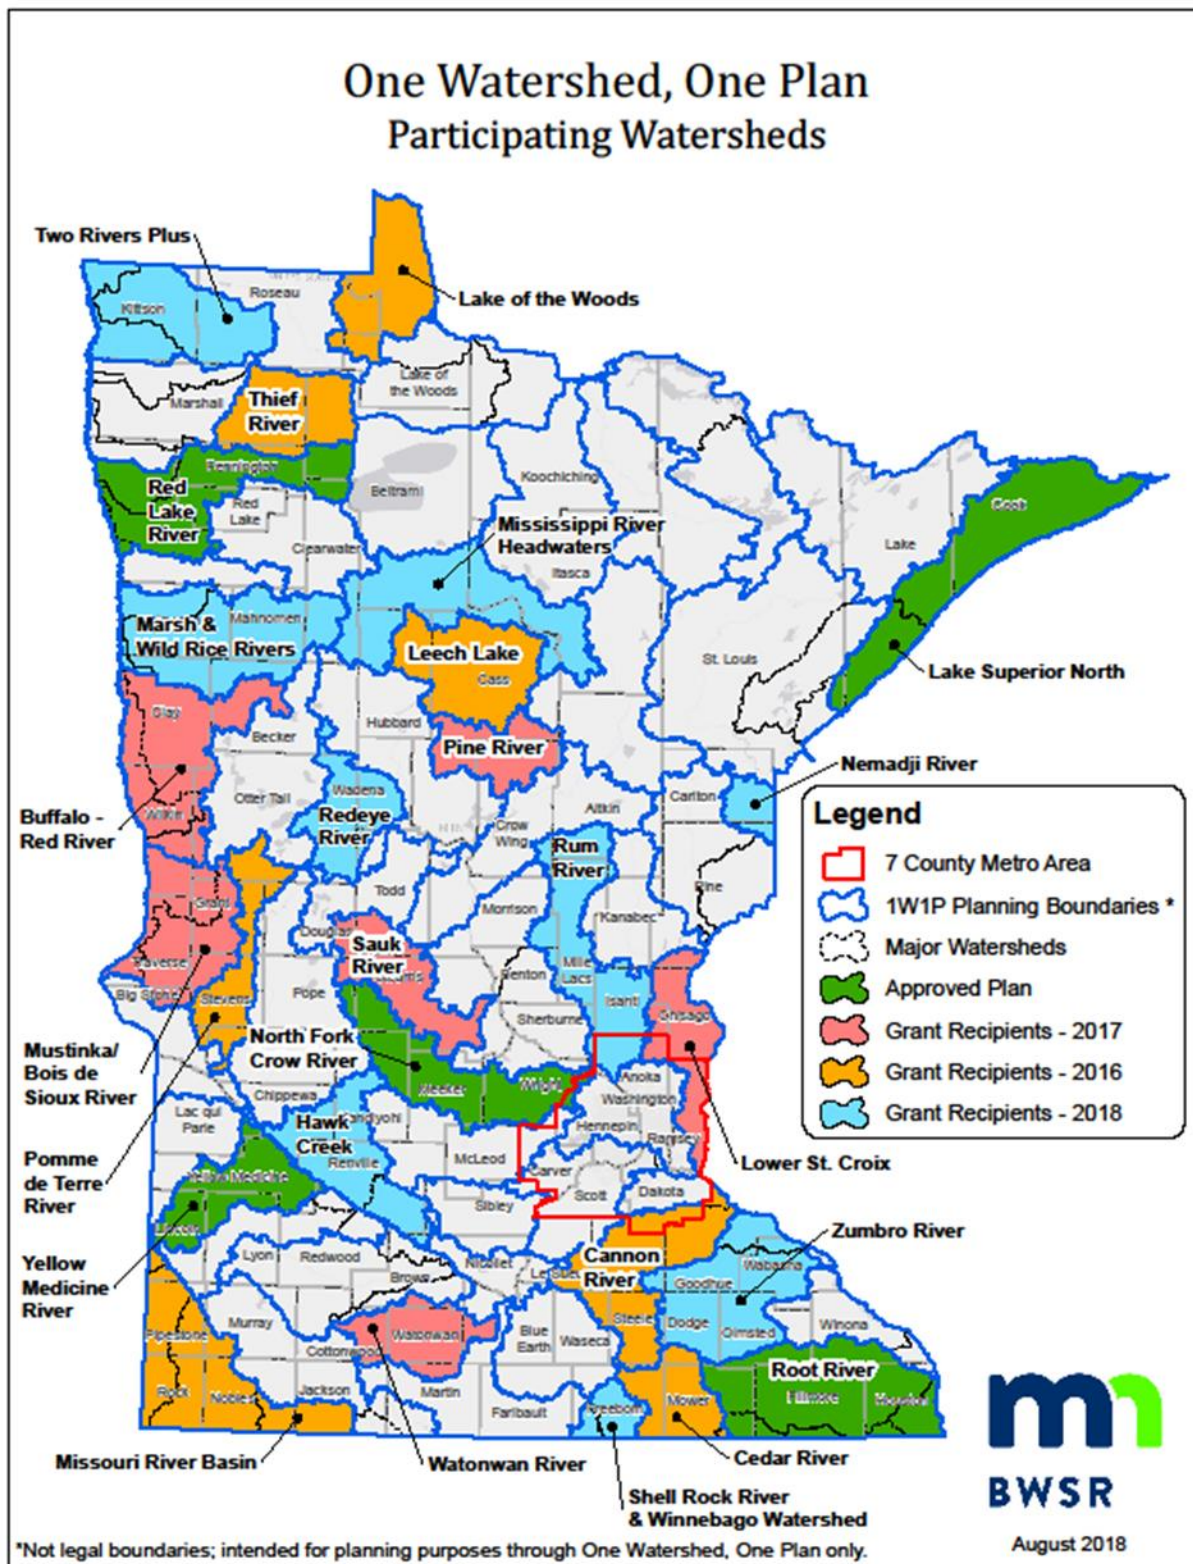 One Watershed, One Plan
Participating Watersheds
Two Rivers Plus
Kittson
Roseau
Lake of the Woods
Marshall
Thief
River
Lake of
the Woods
Pennington
Red
Lake
River
Red
Lake
Beltrami
Koochiching
Clearwater
Mississippi River
Headwaters
Itasca
Lake
Cook
Marsh &
Wild Rice Rivers
Mahnomen
Leech Lake
Cass
St. Louis
Lake Superior North
Clay
Becker
Hubbard
Pine River
Nemadji River
Buffalo -
Red River
Wilkin
Otter Tail
Wadena
Redeye
River
Crow
Wing
Aitkin
Carlton
Rum
River
Pine
Grant
Todd
Morrison
Kanabec
Douglas
Sauk
River
Traverse
Big Stone
Stevens
Pope
Stearns
Benton
Mille
Lacs
Isanti
Chisago
Sherburne
Mustinka/
Bois de
Sioux River
North Fork
Crow River
Meeker
Wright
Anoka
Washington
Hennepin
Ramsey
Lower St. Croix
Chippewa
Kandiyohi
Lac qui
Parle
Hawk
Creek
Renville
McLeod
Carver
Scott
Dakota
Sibley
Pomme
de Terre
River
Yellow Medicine
Lincoln
Yellow
Medicine
River
Lyon
Redwood
Brown
Nicollet
Le Sueur
Cannon
River
Goodhue
Wabasha
Zumbro River
Pipestone
Murray
Cottonwood
Watonwan
Blue
Earth
Waseca
Steele
Dodge
Olmsted
Winona
Rock
Nobles
Jackson
Martin
Faribault
Freeborn
Mower
Root River
Fillmore
Houston
Missouri River Basin
Watonwan River
Cedar River
Shell Rock River
& Winnebago Watershed
Legend
7 County Metro Area
1W1P Planning Boundaries *
Major Watersheds
Approved Plan
Grant Recipients - 2017
Grant Recipients - 2016
Grant Recipients - 2018
mn
BWSR
August 2018
*Not legal boundaries; intended for planning purposes through One Watershed, One Plan only.